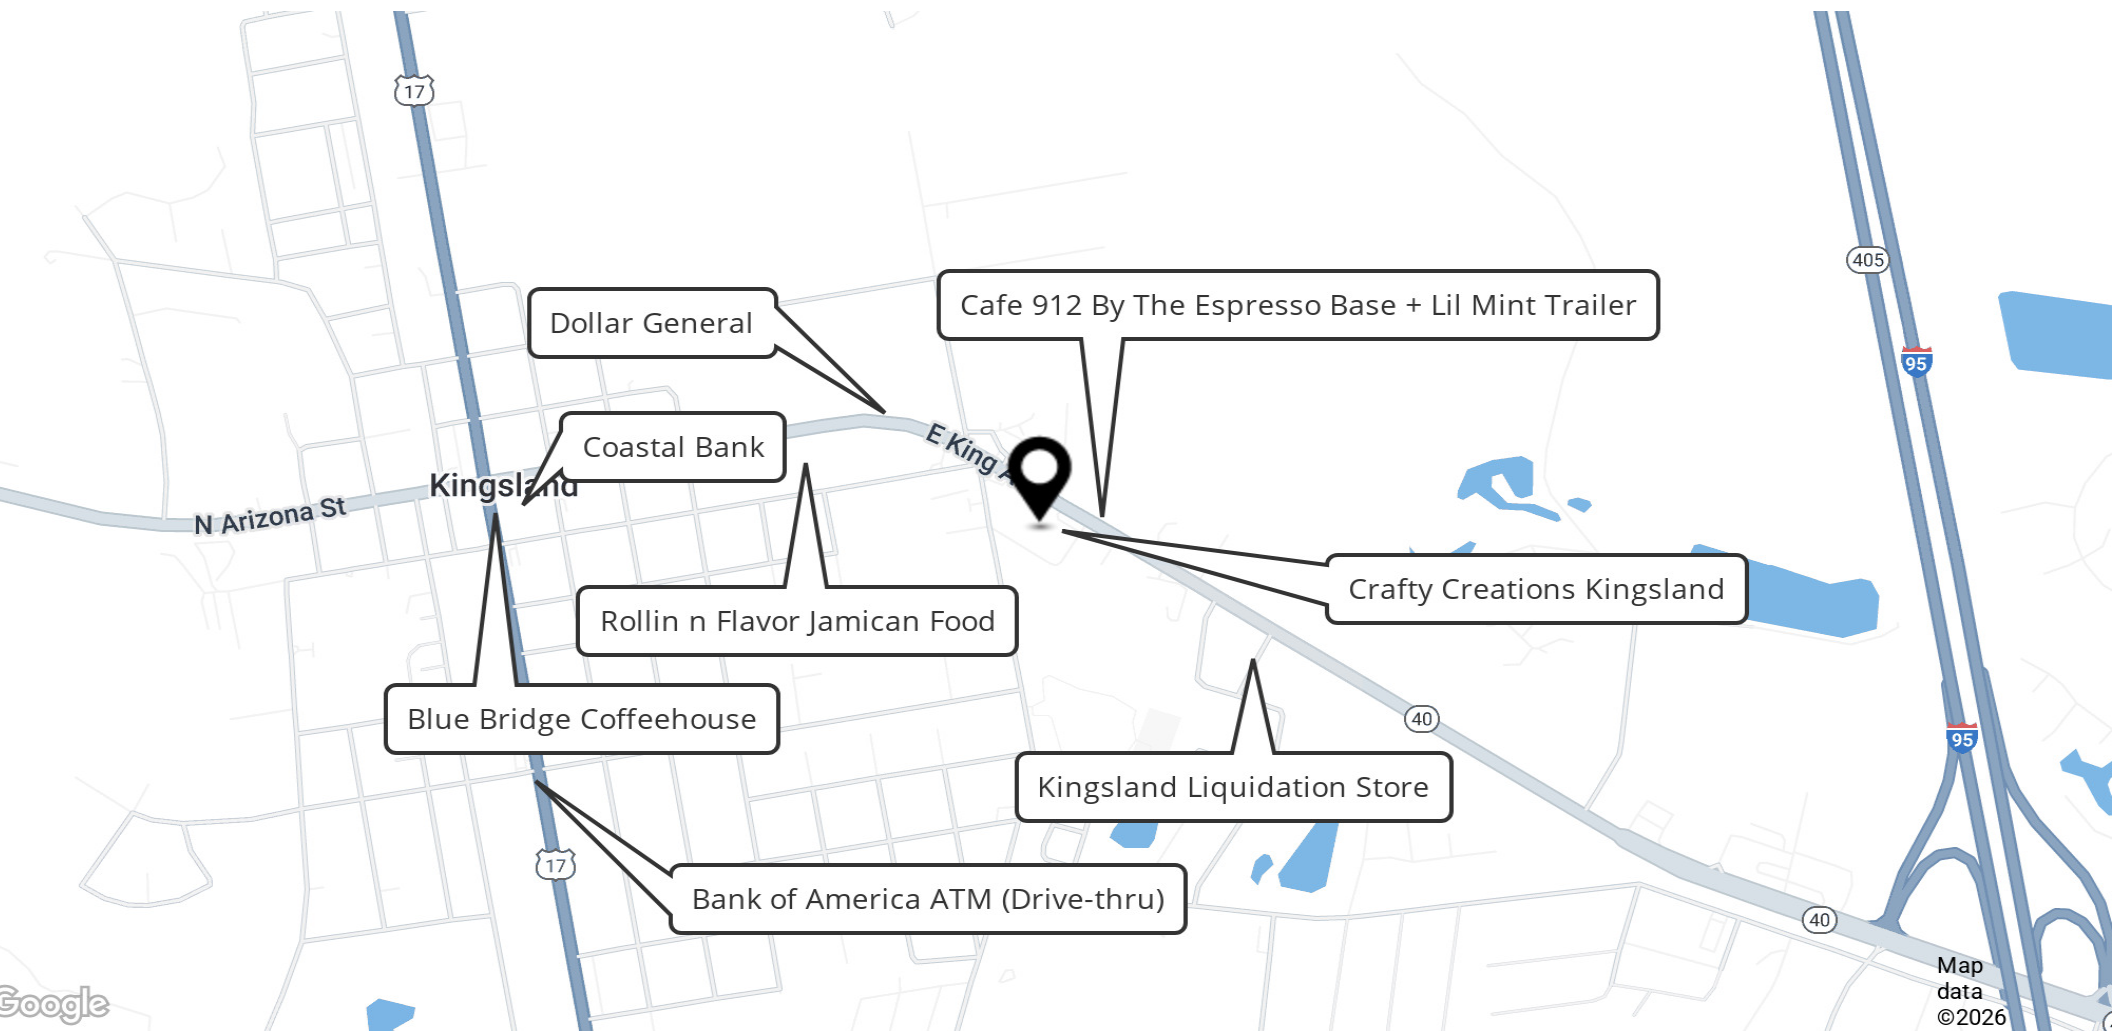 17
405
Cafe 912 By The Espresso Base + Lil Mint Trailer
Dollar General
95
E King A
Coastal Bank
Kingsland
N Arizona St
Crafty Creations Kingsland
Rollin n Flavor Jamican Food
Blue Bridge Coffeehouse
40
95
Kingsland Liquidation Store
17
Bank of America ATM (Drive-thru)
40
Map
data
©2026
Google